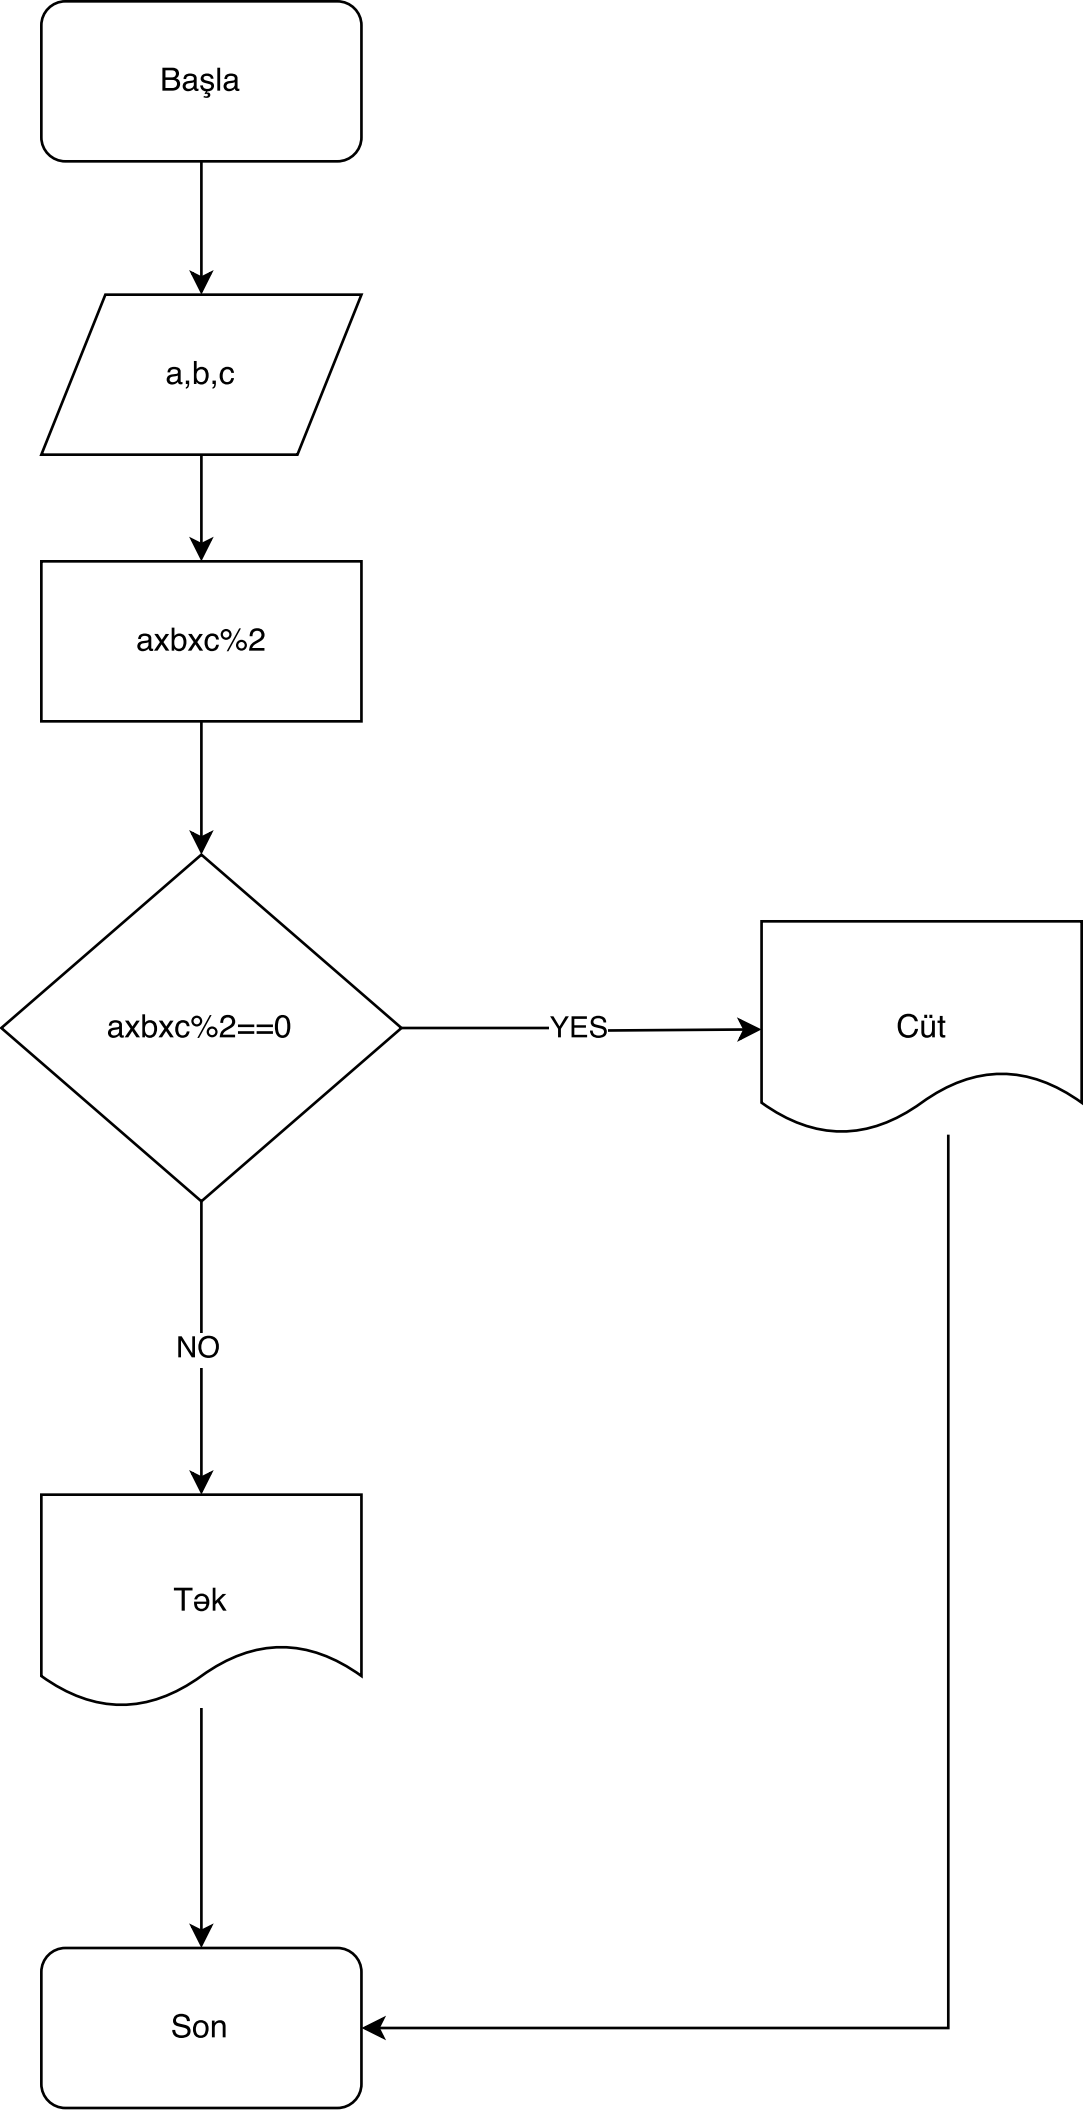 Başla
a,b,c
axbxc%2
axbxc%2==0
YES
Cüt
NO
Tək
Son